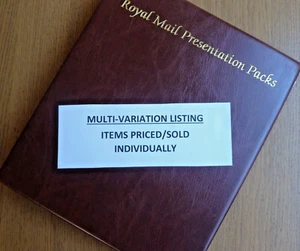 Royal Mail Presentation Packs
MULTI-VARIATION LISTING
ITEMS PRICED/SOLD
INDIVIDUALLY